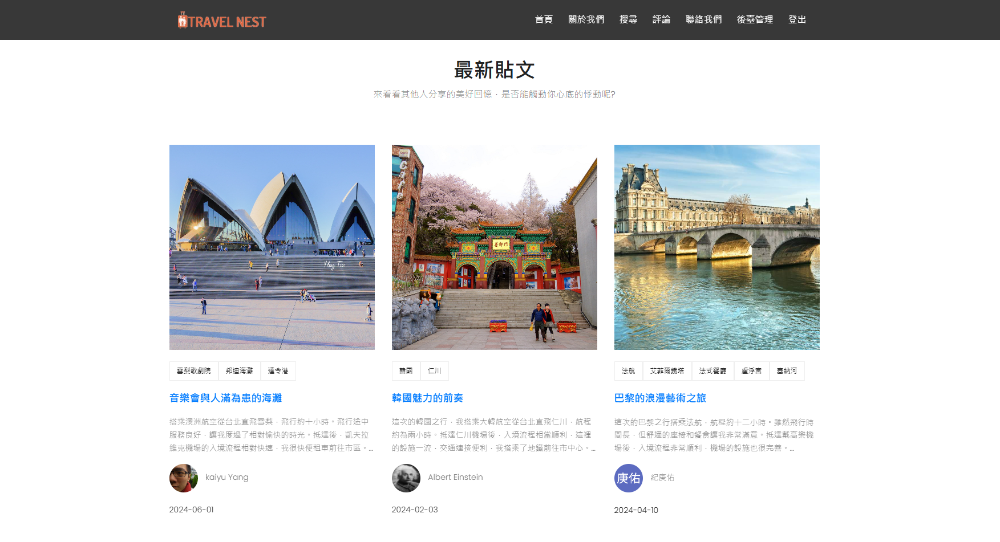 TRAVEL NEST
首頁 關於我們 搜尋 評論 聯絡我們 後臺管理 登出
最新貼文
來看看其他人分享的美好回憶，是否能觸動你心底的悸動呢?
Cafe
Yiting Tsai
雪梨歌劇院 邦迪海灘 達令港
音樂會與人滿為患的海灘
搭乘澳洲航空從台北直飛雪梨，飛行約十小時。飛行途中
服務良好，讓我度過了相對愉快的時光。抵達後，凱夫拉
維克機場的入境流程相對快速，我很快便租車前往市區。...
kaiyu Yang
2024-06-01
韓國 仁川
韓國魅力的前奏
這次的韓國之行，我搭乘大韓航空從台北直飛仁川，航程
約為兩小時。抵達仁川機場後，入境流程相當順利，這裡
的設施一流，交通連接便利，我搭乘了地鐵前往市中心。...
Albert Einstein
2024-02-03
法航 艾菲爾鐵塔 法式餐廳 盧浮宮 塞納河
巴黎的浪漫藝術之旅
這次的巴黎之行搭乘法航，航程約十二小時。雖然飛行時
間長，但舒適的座椅和餐食讓我非常滿意。抵達戴高樂機
場後，入境流程非常順利，機場的設施也很完善。...
庚佑
紀庚佑
2024-04-10